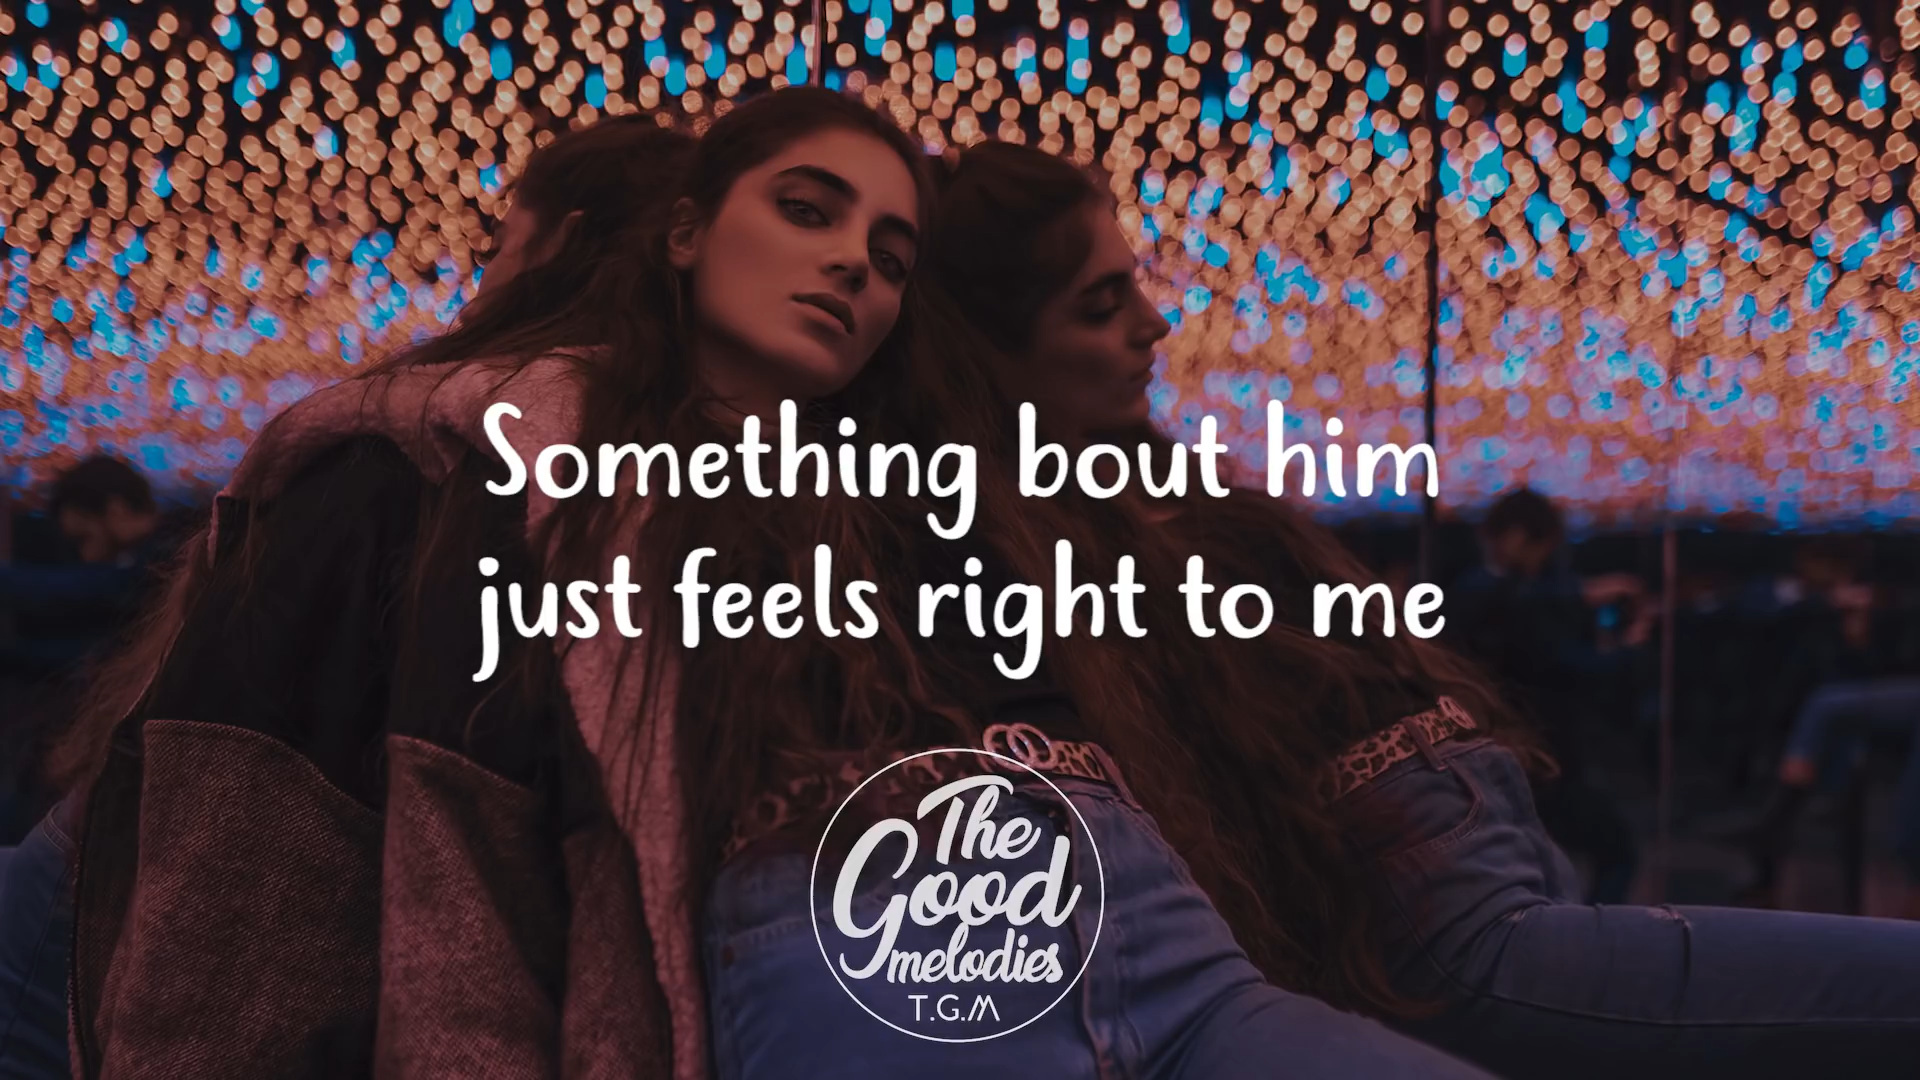 Something bout him
just feels right to me
The
Good
melodies
T.G.M